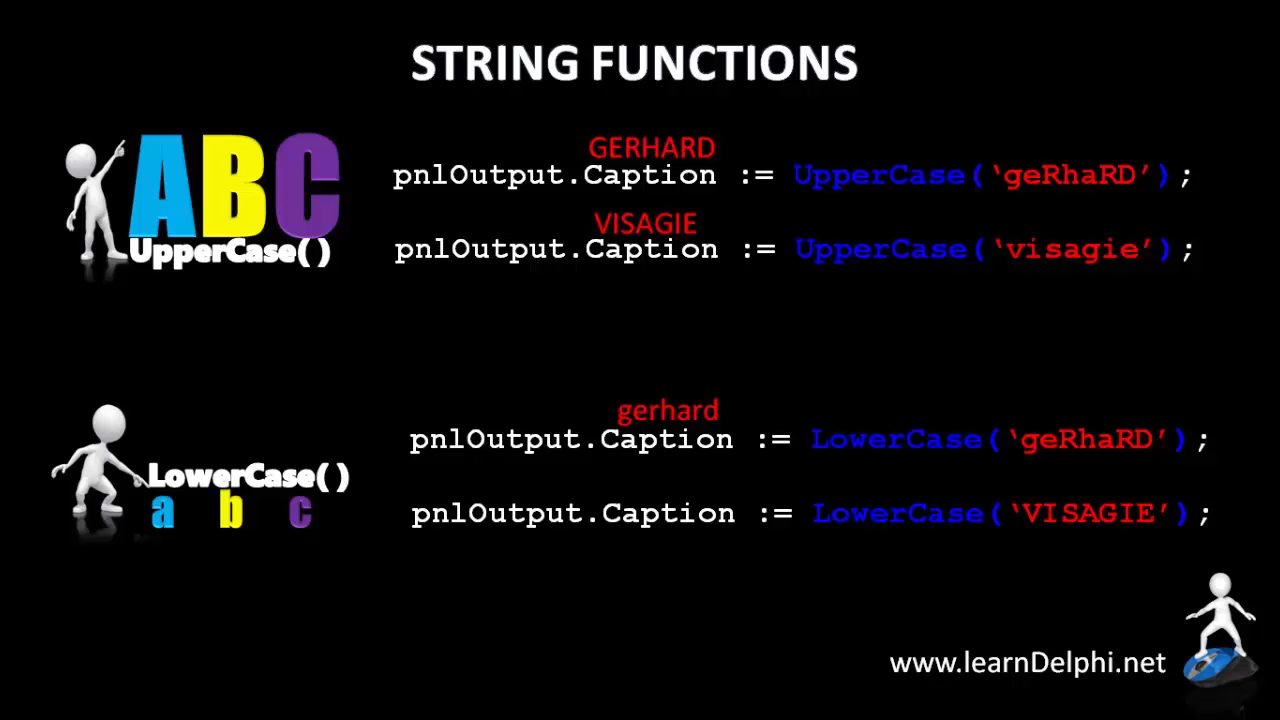 STRING FUNCTIONS
ABC
UpperCase( )
GERHARD
pnlOutput.Caption := UpperCase(‘geRhaRD’);
VISAGIE
pnlOutput.Caption := UpperCase(‘visagie’);
LowerCase( )
a b c
gerhard
pnlOutput.Caption := LowerCase(‘geRhaRD’);
pnlOutput.Caption := LowerCase(‘VISAGIE’);
www.learnDelphi.net